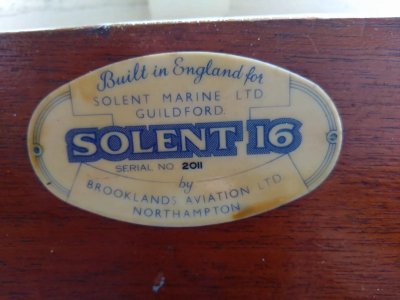 Built in England for
SOLENT MARINE LTD
GUILDFORD.
SOLENT 16
SERIAL NO 2011
by
BROOKLANDS AVIATION LTD.
NORTHAMPTON